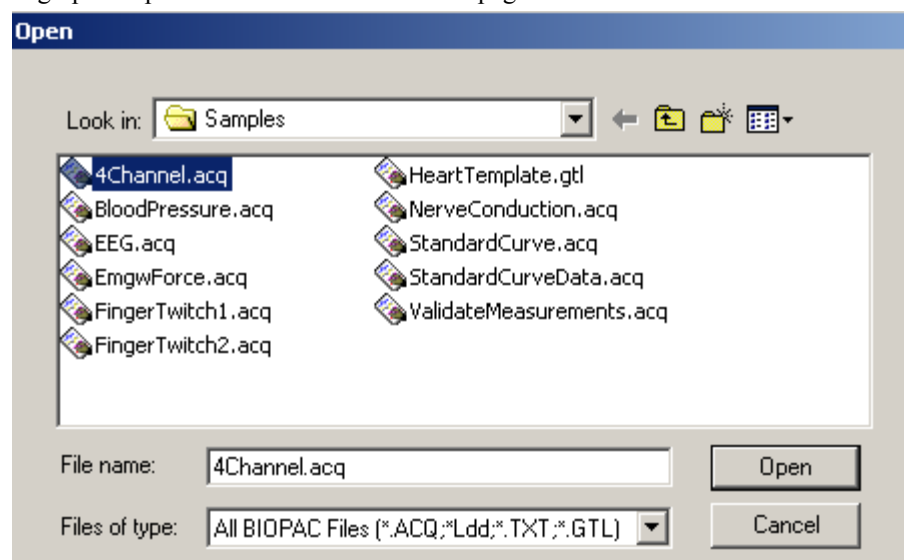 Open
Look in: Samples
4Channel.acq
BloodPressure.acq
EEG.acq
EmgwForce.acq
FingerTwitch1.acq
FingerTwitch2.acq
HeartTemplate.gtl
NerveConduction.acq
StandardCurve.acq
StandardCurveData.acq
ValidateMeasurements.acq
File name: 4Channel.acq Open
Files of type: All BIOPAC Files (*.ACQ;*Ldd;*.TXT;*.GTL) Cancel